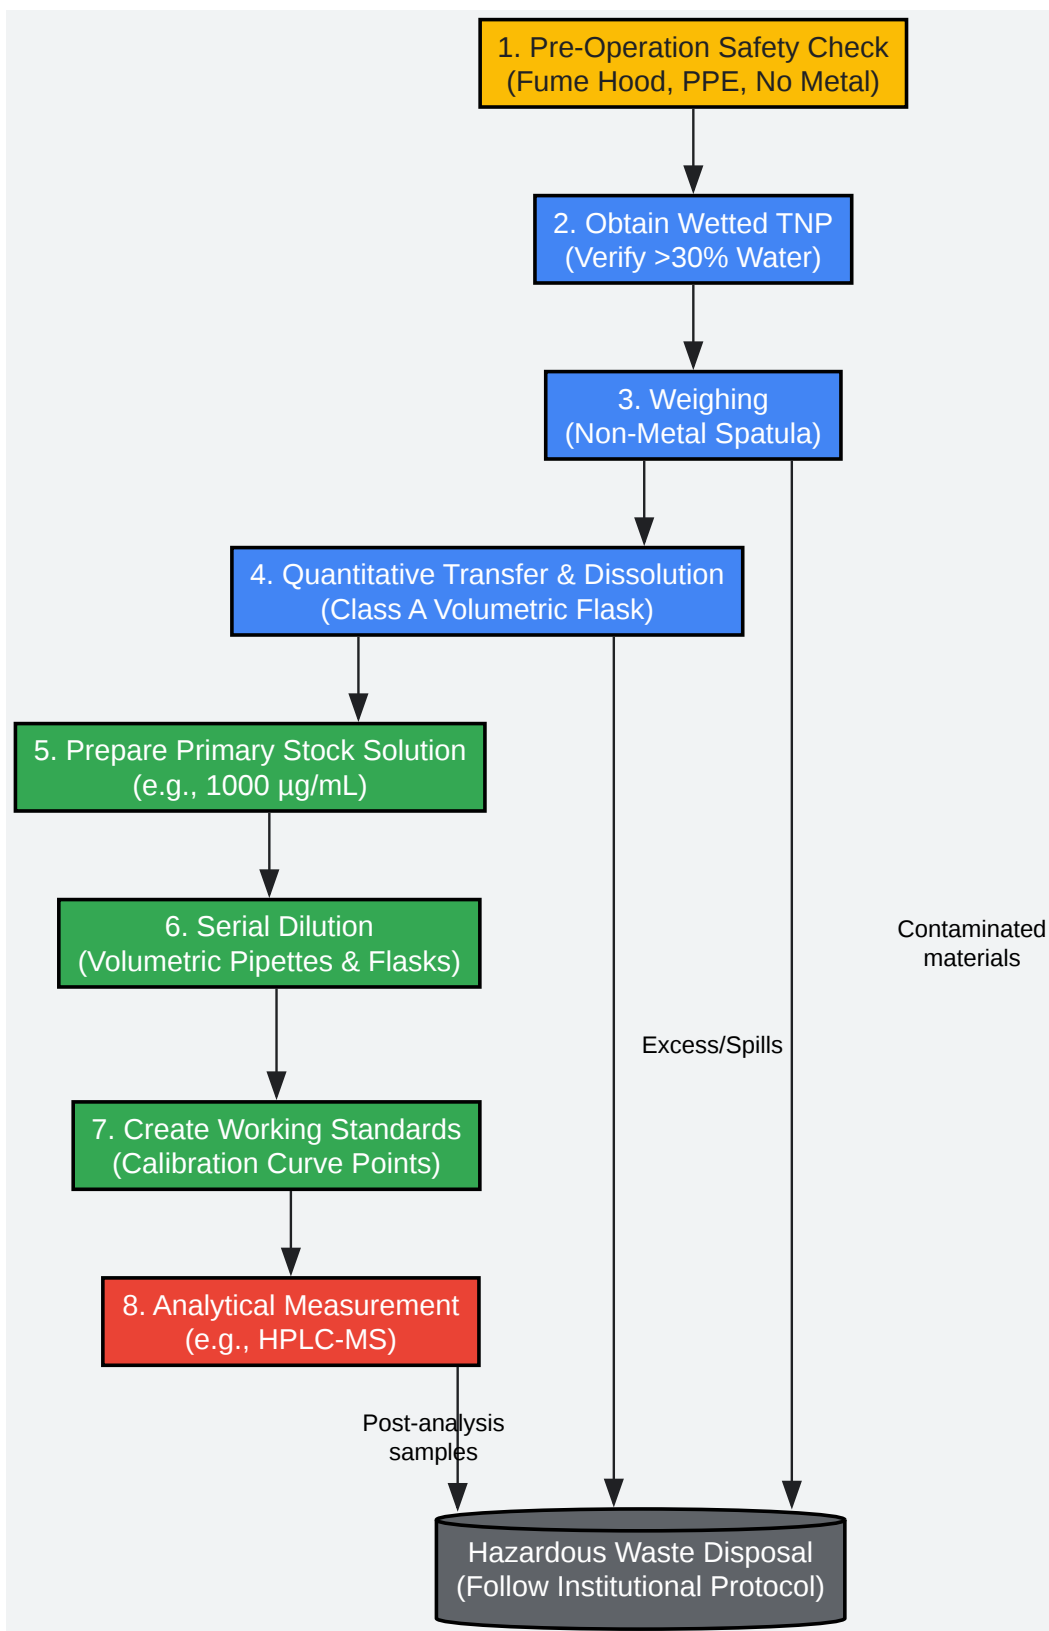 1. Pre-Operation Safety Check
(Fume Hood, PPE, No Metal)
2. Obtain Wetted TNP
(Verify >30% Water)
3. Weighing
(Non-Metal Spatula)
4. Quantitative Transfer & Dissolution
(Class A Volumetric Flask)
5. Prepare Primary Stock Solution
(e.g., 1000 µg/mL)
6. Serial Dilution
(Volumetric Pipettes & Flasks)
Contaminated
materials
Excess/Spills
7. Create Working Standards
(Calibration Curve Points)
8. Analytical Measurement
(e.g., HPLC-MS)
Post-analysis
samples
Hazardous Waste Disposal
(Follow Institutional Protocol)